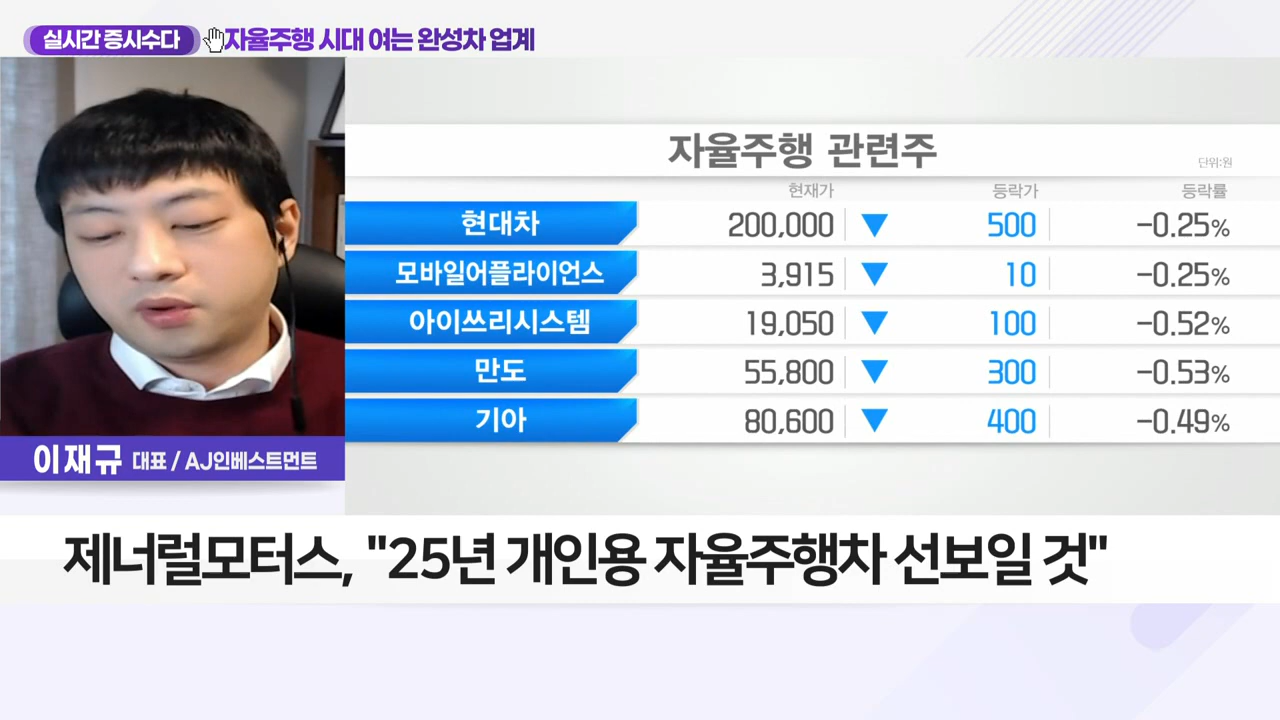 실시간 증시수다
자율주행 시대 여는 완성차 업계
자율주행 관련주
단위:원
현재가 등락가 등락률
현대차 200,000 ▼ 500 -0.25%
모바일어플라이언스 3,915 ▼ 10 -0.25%
아이쓰리시스템 19,050 ▼ 100 -0.52%
만도 55,800 ▼ 300 -0.53%
기아 80,600 ▼ 400 -0.49%
이재규 대표 / AJ인베스트먼트
제너럴모터스, "25년 개인용 자율주행차 선보일 것"